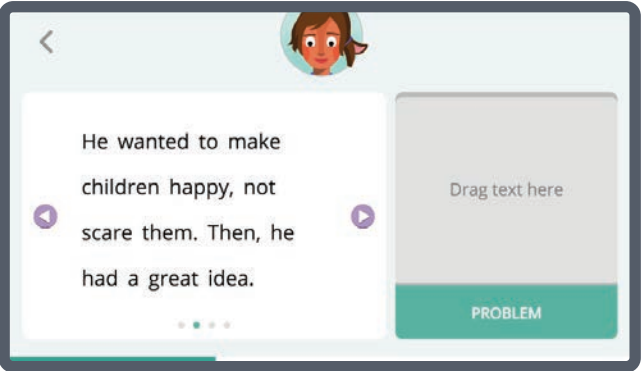 He wanted to make
children happy, not
scare them. Then, he
had a great idea.
Drag text here
PROBLEM